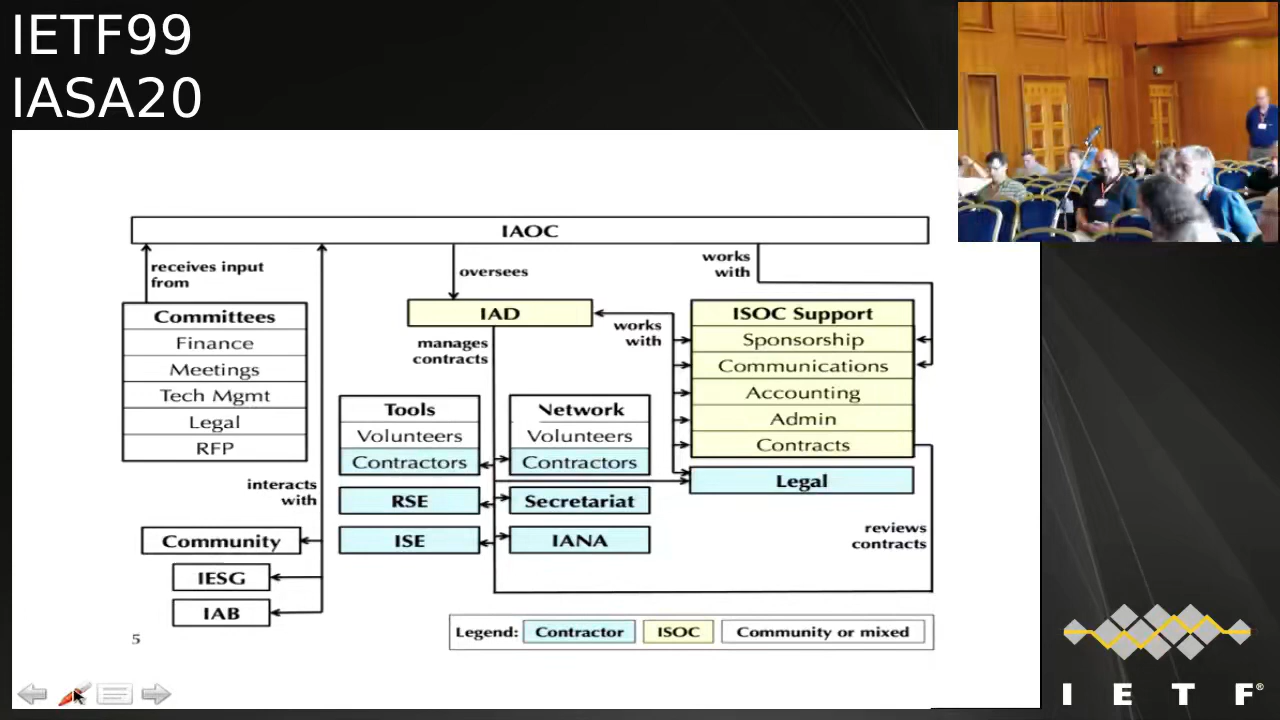 IETF99
IASA20
IAOC
receives input
from
oversees
works
with
Committees
Finance
Meetings
Tech Mgmt
Legal
RFP
IAD
manages
contracts
works
with
ISOC Support
Sponsorship
Communications
Accounting
Admin
Contracts
Tools
Volunteers
Contractors
Network
Volunteers
Contractors
Legal
interacts
with
RSE
Secretariat
reviews
contracts
Community
ISE
IANA
IESG
IAB
Legend:
Contractor
ISOC
Community or mixed
5
I E T F®